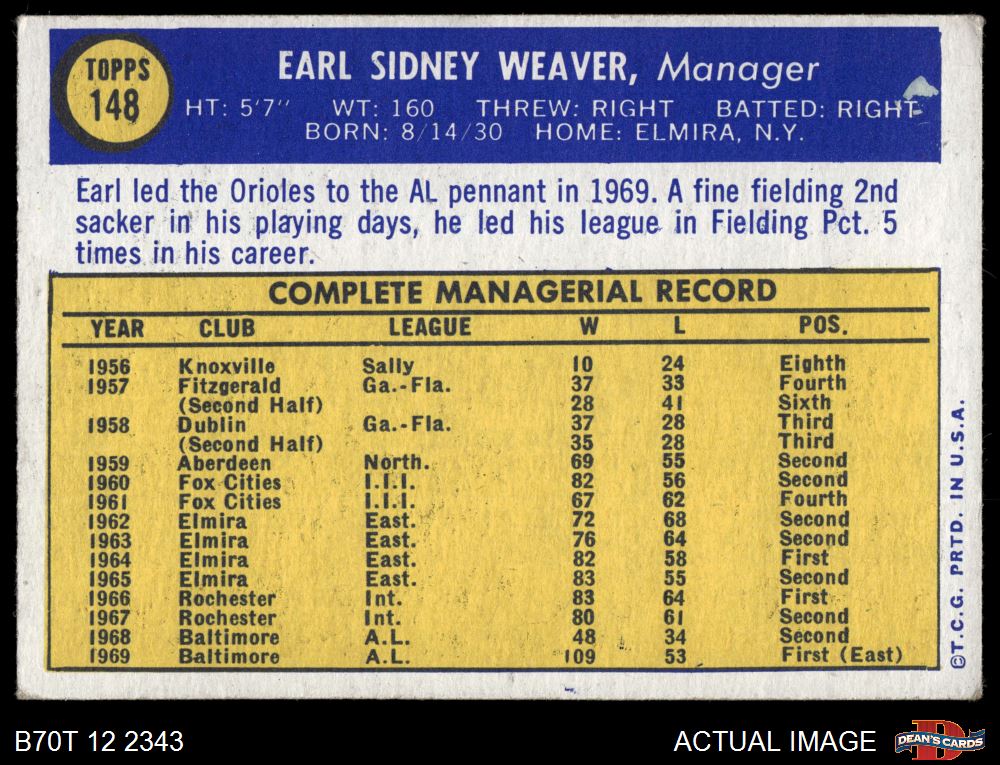 TOPPS
148
EARL SIDNEY WEAVER, Manager
HT: 5'7" WT: 160 THREW: RIGHT BATTED: RIGHT
BORN: 8/14/30 HOME: ELMIRA, N.Y.
Earl led the Orioles to the AL pennant in 1969. A fine fielding 2nd
sacker in his playing days, he led his league in Fielding Pct. 5
times in his career.
COMPLETE MANAGERIAL RECORD
YEAR CLUB LEAGUE W L POS.
1956 Knoxville Sally 10 24 Eighth
1957 Fitzgerald Ga.-Fla. 37 33 Fourth
(Second Half) 28 41 Sixth
1958 Dublin Ga.-Fla. 37 28 Third
(Second Half) 35 28 Third
1959 Aberdeen North. 69 55 Second
1960 Fox Cities I.I.I. 82 56 Second
1961 Fox Cities I.I.I. 67 62 Fourth
1962 Elmira East. 72 68 Second
1963 Elmira East. 76 64 Second
1964 Elmira East. 82 58 First
1965 Elmira East. 83 55 Second
1966 Rochester Int. 83 64 First
1967 Rochester Int. 80 61 Second
1968 Baltimore A.L. 48 34 Second
1969 Baltimore A.L. 109 53 First (East)
©T.C.G. PRTD. IN U.S.A.
B70T 12 2343
ACTUAL IMAGE
DEAN'S CARDS